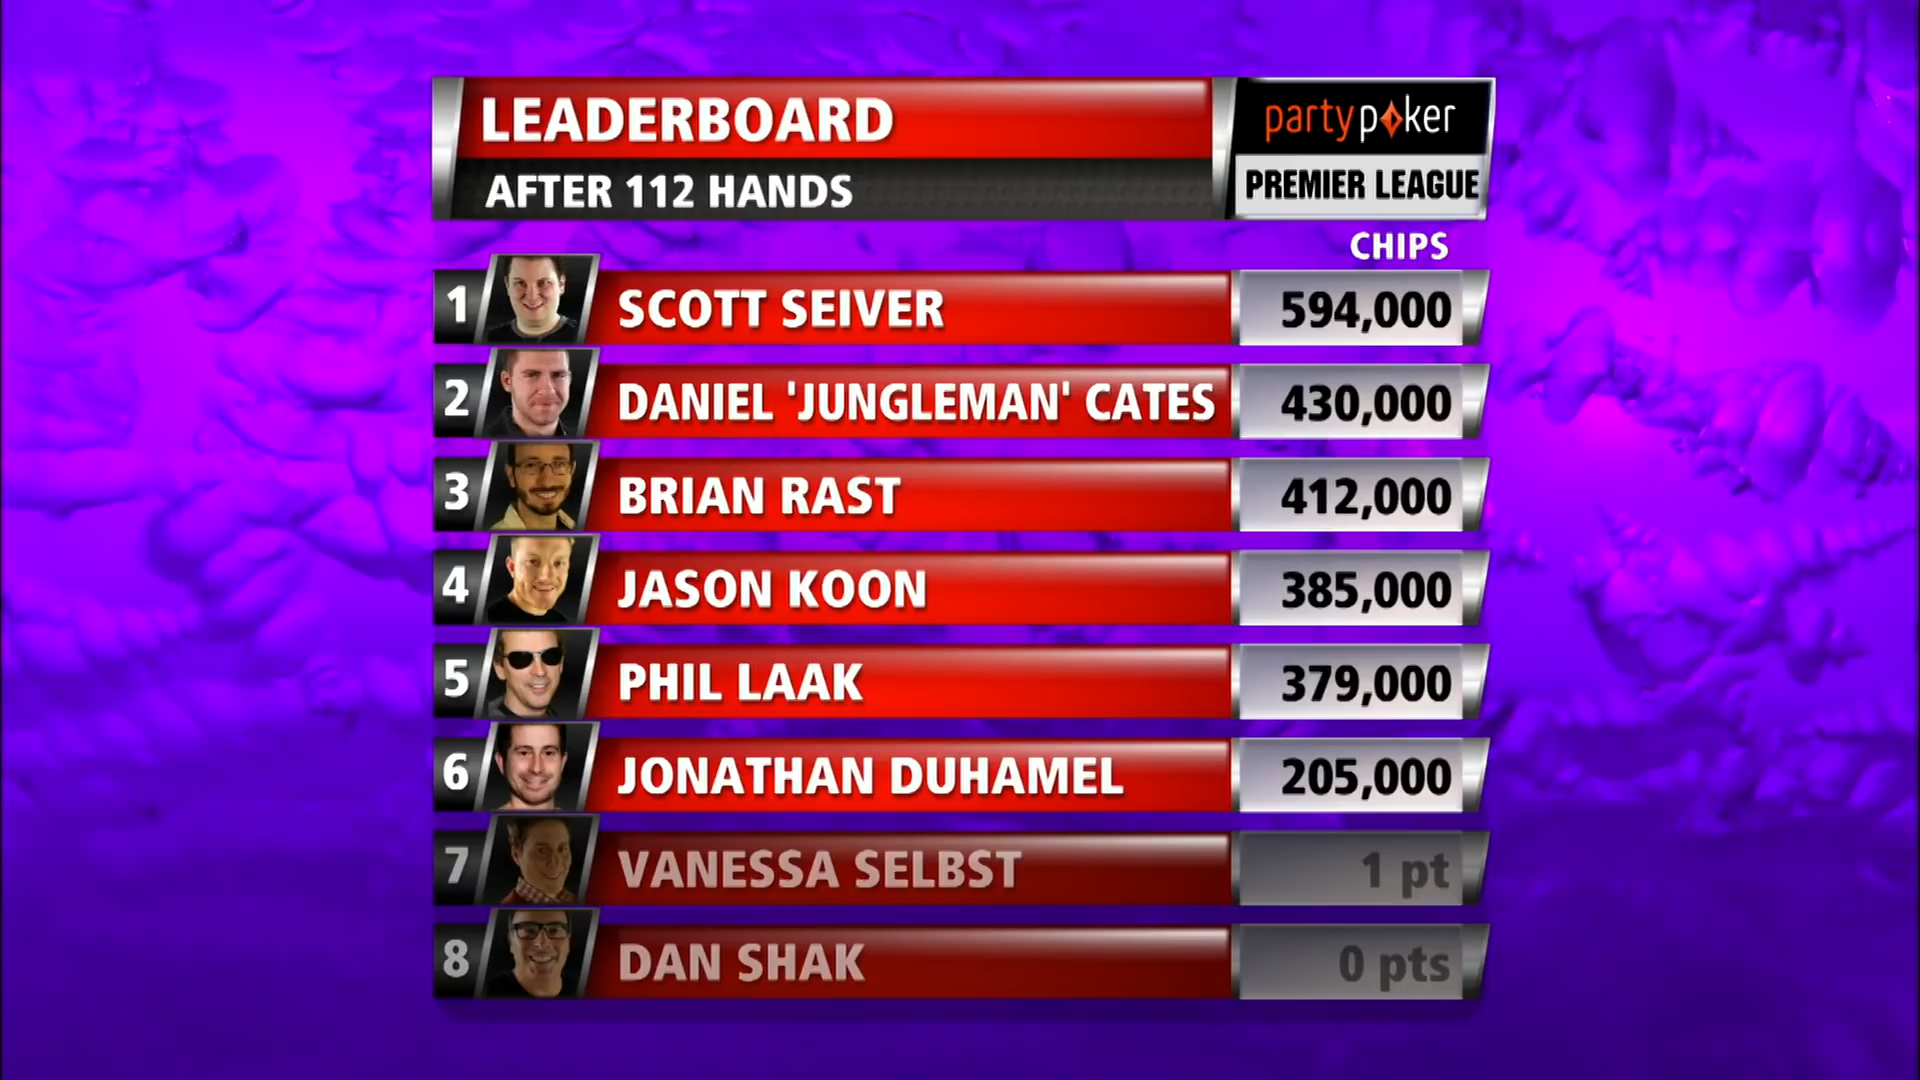 LEADERBOARD
partypoker
AFTER 112 HANDS
PREMIER LEAGUE
CHIPS
1 SCOTT SEIVER 594,000
2 DANIEL 'JUNGLEMAN' CATES 430,000
3 BRIAN RAST 412,000
4 JASON KOON 385,000
5 PHIL LAAK 379,000
6 JONATHAN DUHAMEL 205,000
7 VANESSA SELBST 1 pt
8 DAN SHAK 0 pts